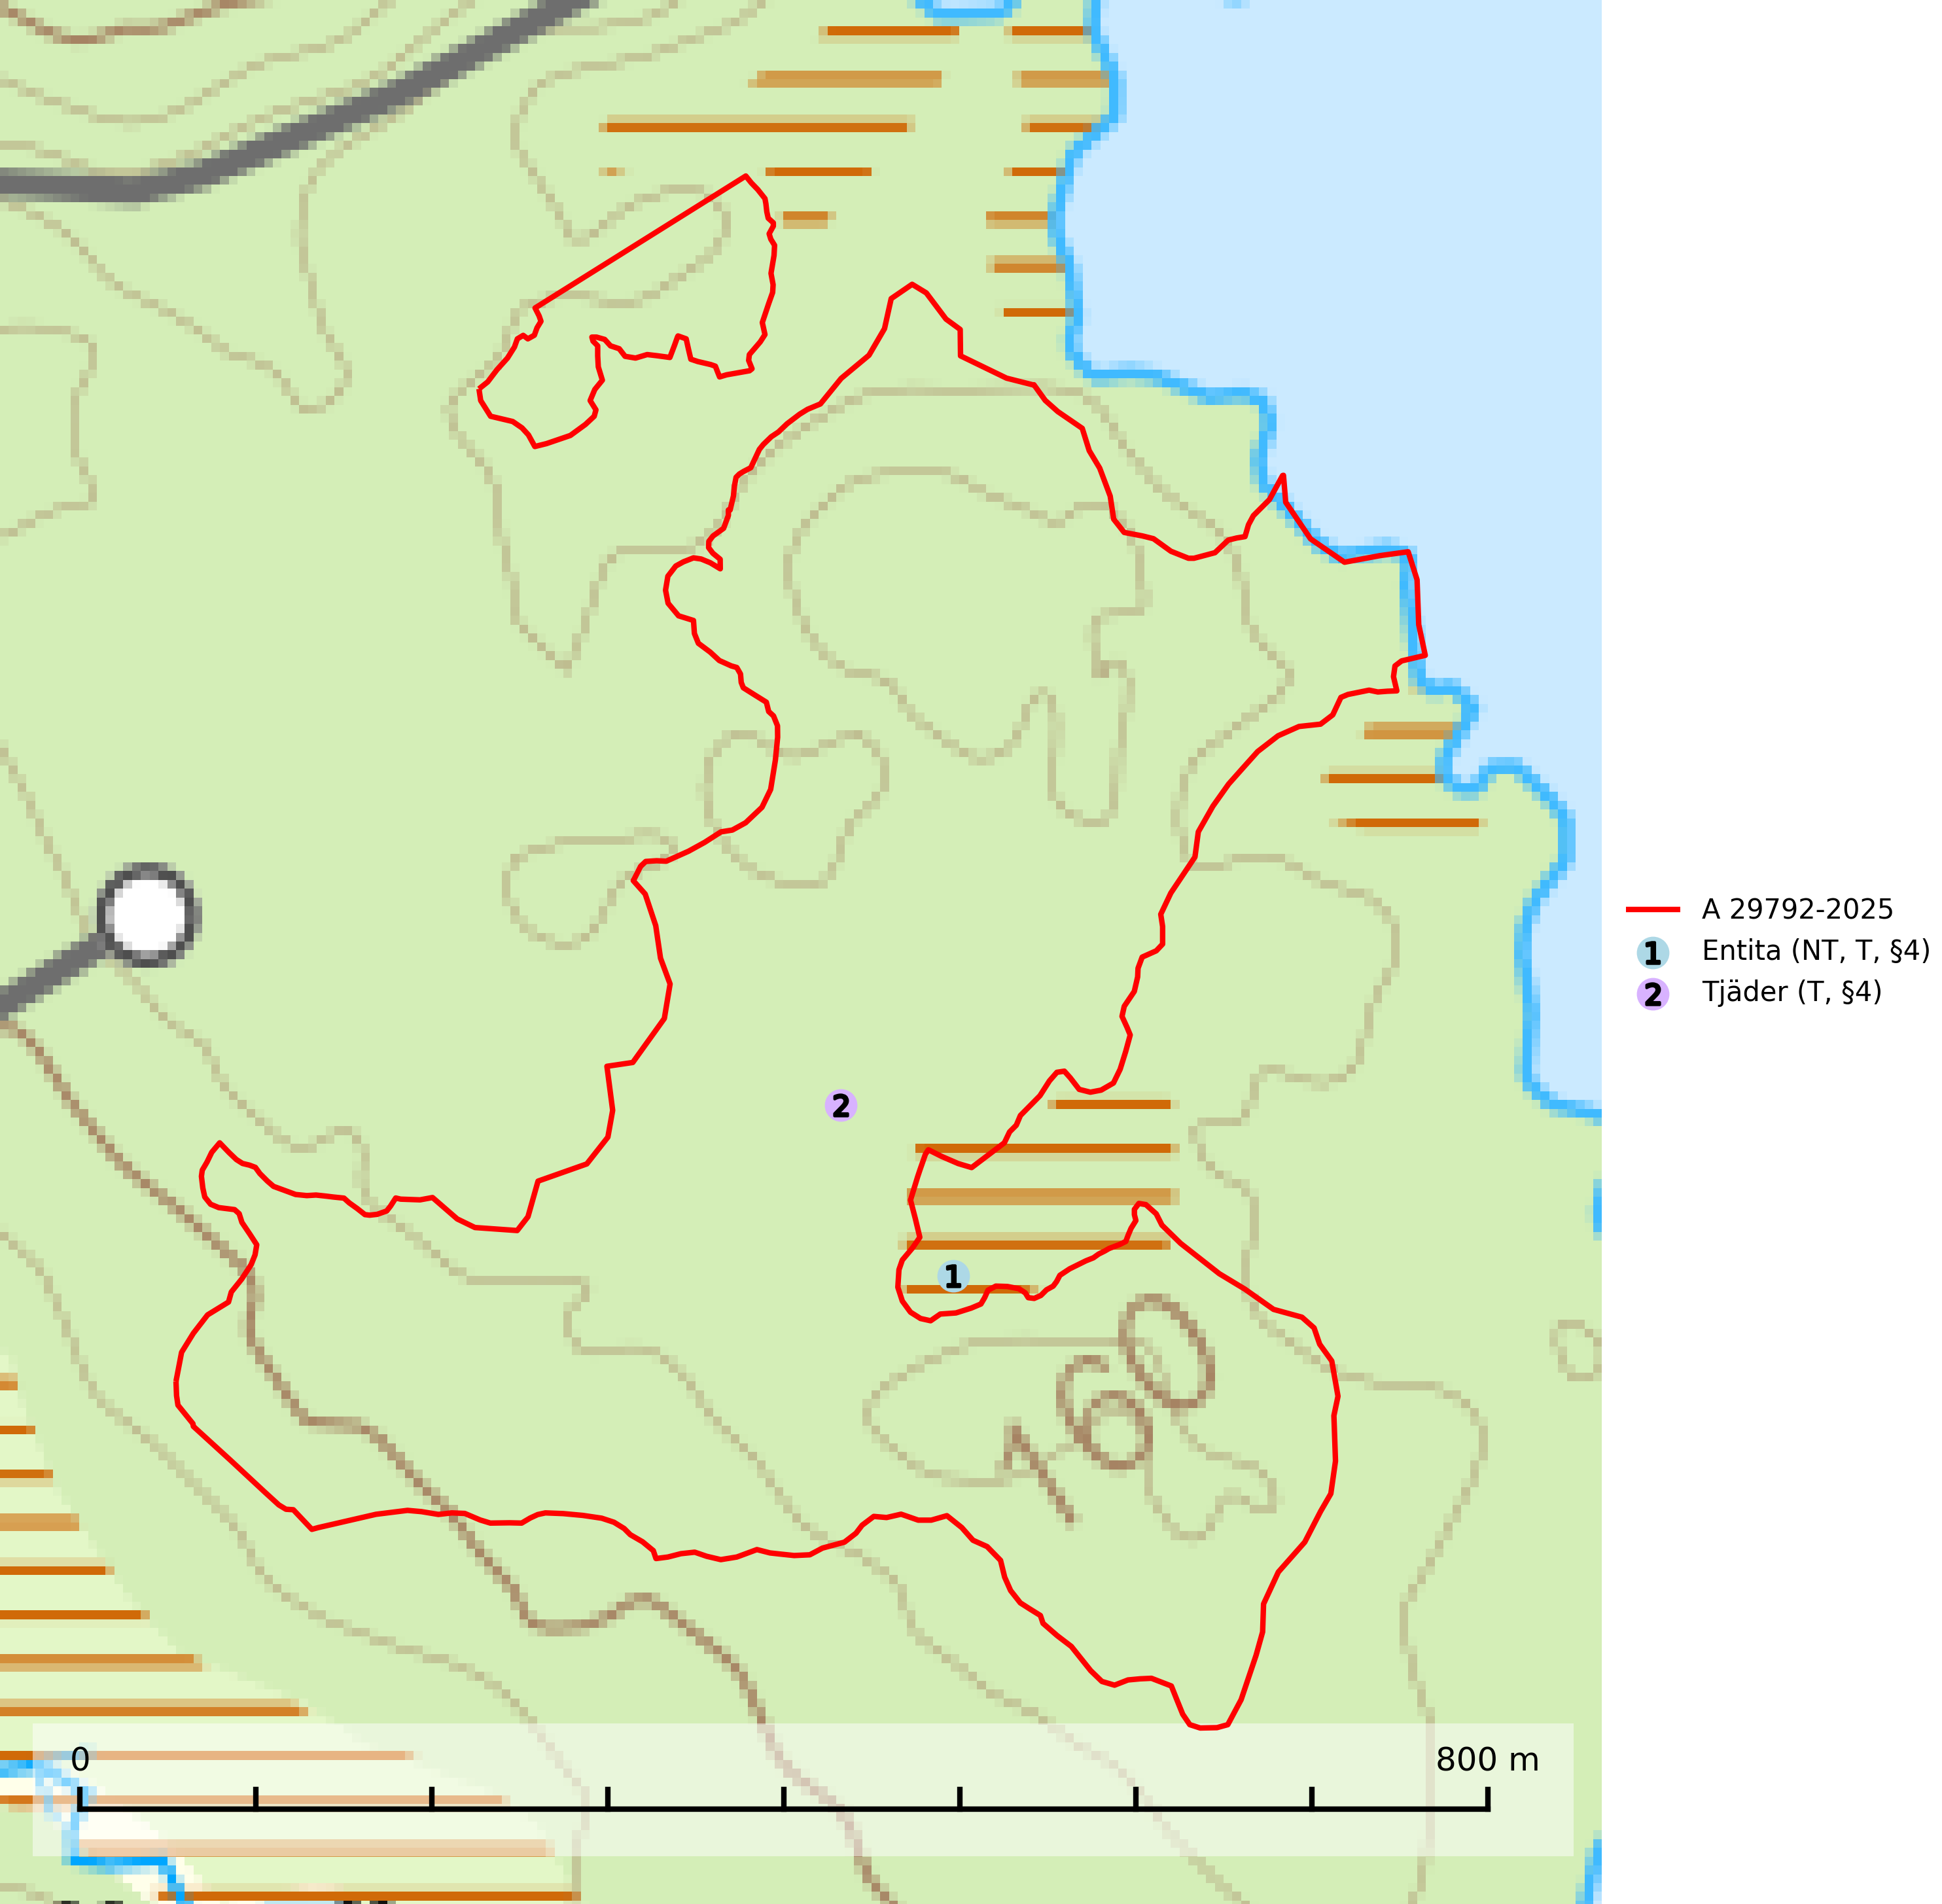 2
1
160
0 800 m
A 29792-2025
1 Entita (NT, T, §4)
2 Tjäder (T, §4)